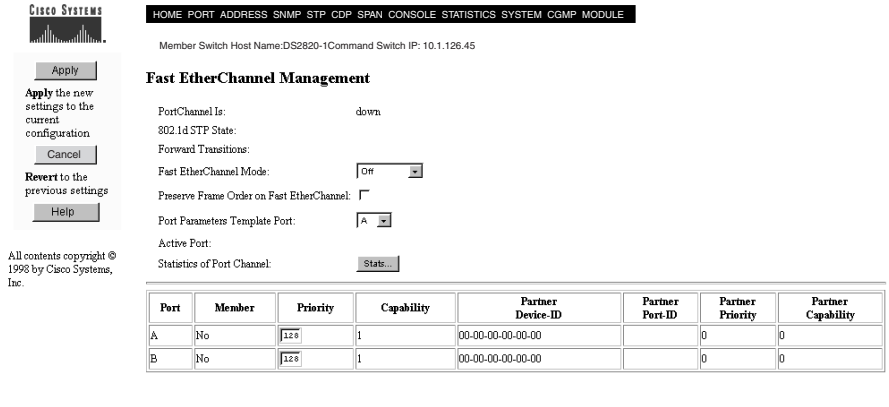 CISCO SYSTEMS
HOME PORT ADDRESS SNMP STP CDP SPAN CONSOLE STATISTICS SYSTEM CGMP MODULE
Member Switch Host Name:DS2820-1Command Switch IP: 10.1.126.45
Apply
Apply the new
settings to the
current
configuration
Cancel
Revert to the
previous settings
Help
All contents copyright ©
1998 by Cisco Systems,
Inc.
Fast EtherChannel Management
PortChannel Is: down
802.1d STP State:
Forward Transitions:
Fast EtherChannel Mode: Off
Preserve Frame Order on Fast EtherChannel:
Port Parameters Template Port: A
Active Port:
Statistics of Port Channel: Stats...
Port Member Priority Capability Partner Device-ID Partner Port-ID Partner Priority Partner Capability
A No 128 1 00-00-00-00-00-00 0 0
B No 128 1 00-00-00-00-00-00 0 0